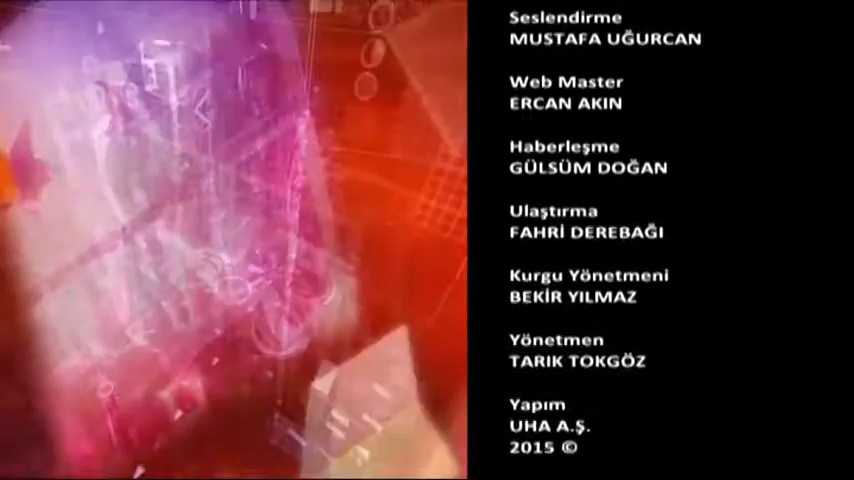 Seslendirme
MUSTAFA UĞURCAN
Web Master
ERCAN AKIN
Haberleşme
GÜLSÜM DOĞAN
Ulaştırma
FAHRİ DEREBAĞI
Kurgu Yönetmeni
BEKİR YILMAZ
Yönetmen
TARIK TOKGÖZ
Yapım
UHA A.Ş.
2015 ©